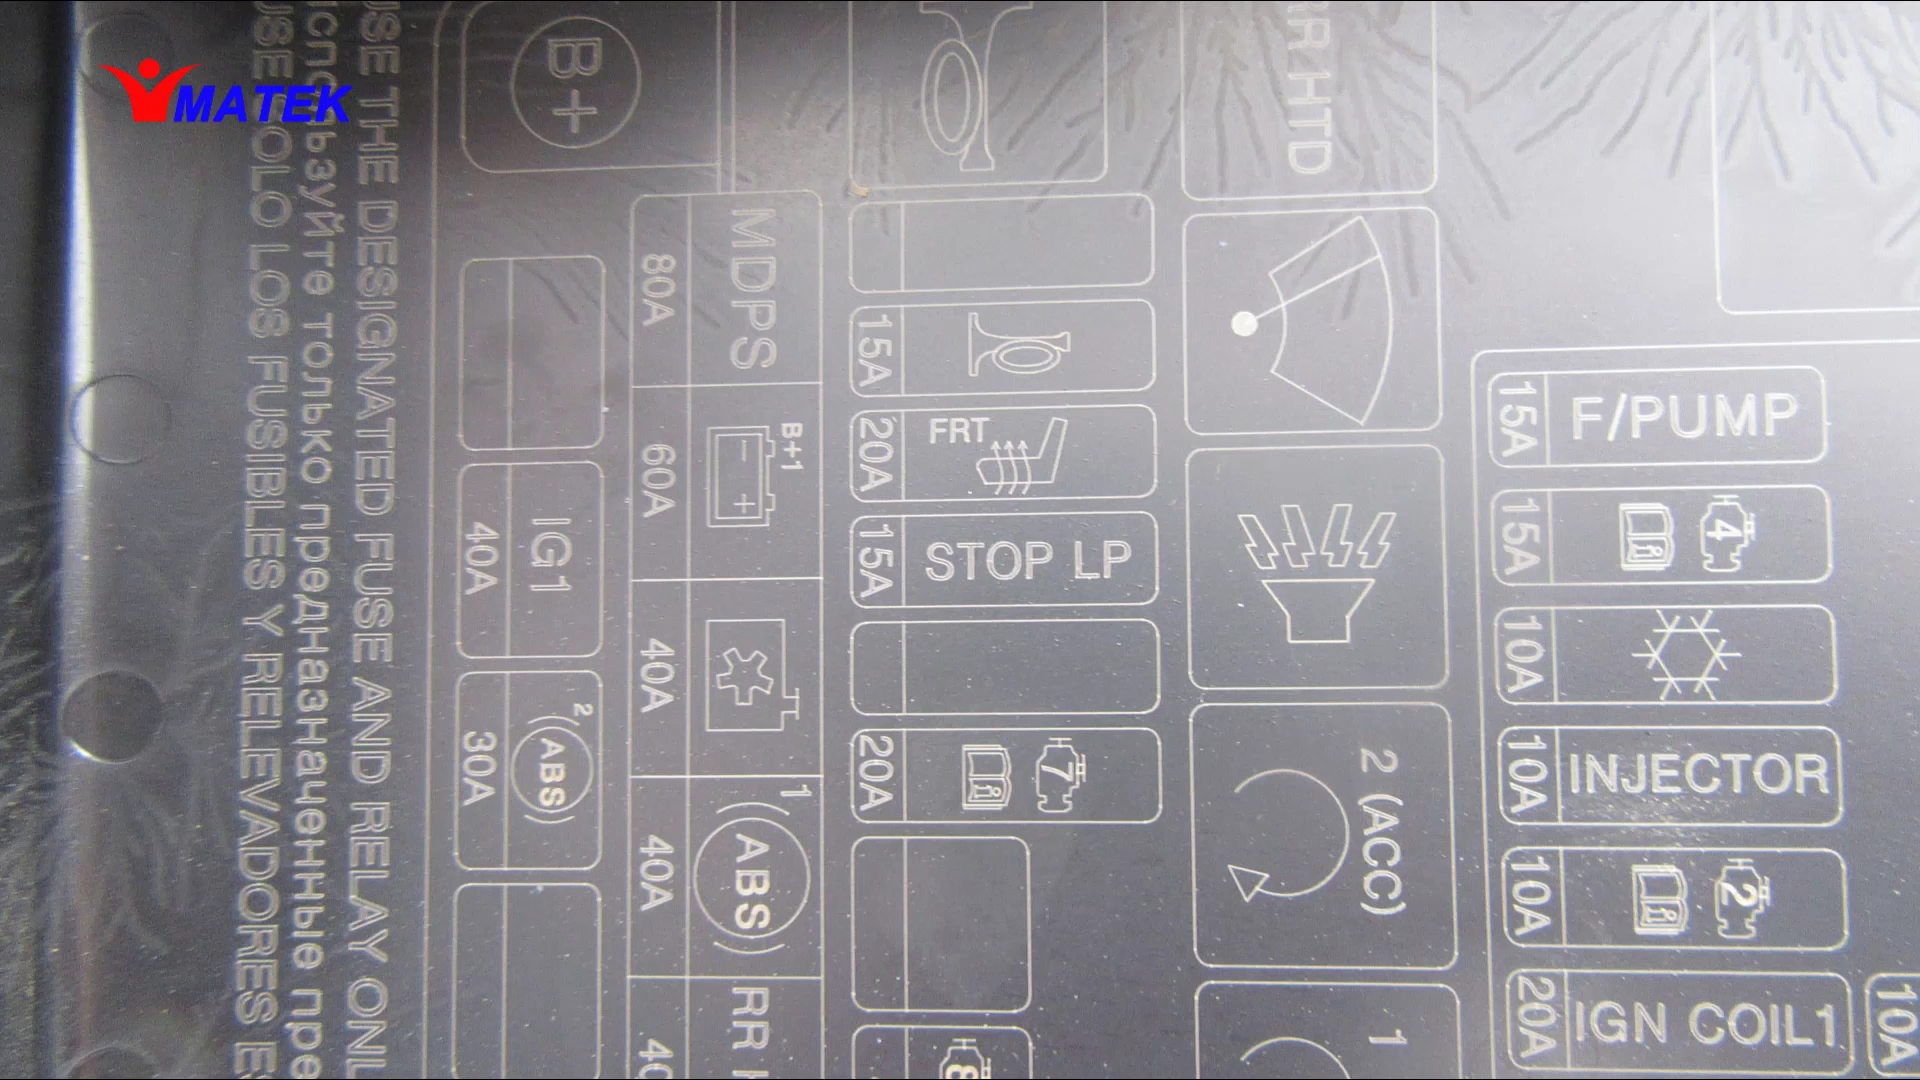 MATEK
USE THE DESIGNATED FUSE AND RELAY ONL
используйте только предназначенные пре
USE SOLO LOS FUSIBLES Y RELEVADORES E
B+
IG1
40A
2
ABS
30A
MDPS
80A
B+1
60A
40A
1
ABS
40A
RR
40
15A
FRT
20A
STOP LP
15A
7
20A
8
RR HTD
2 (ACC)
1
15A F/PUMP
15A 4
10A
10A INJECTOR
10A 2
20A IGN COIL1
10A